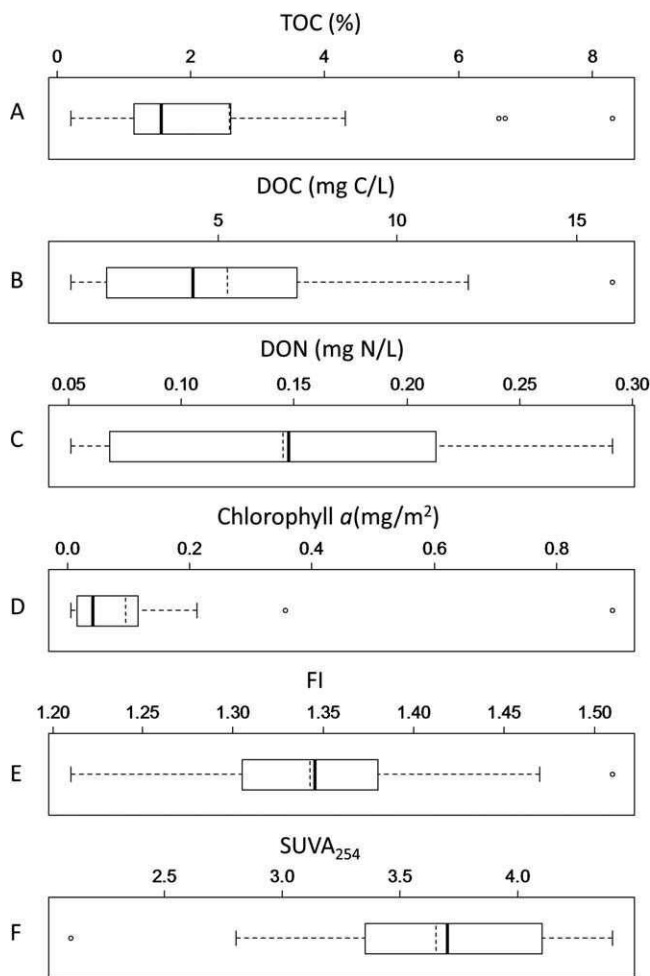 TOC (%)
0 2 4 6 8
A
DOC (mg C/L)
5 10 15
B
DON (mg N/L)
0.05 0.10 0.15 0.20 0.25 0.30
C
Chlorophyll a(mg/m²)
0.0 0.2 0.4 0.6 0.8
D
FI
1.20 1.25 1.30 1.35 1.40 1.45 1.50
E
SUVA₂₅₄
2.5 3.0 3.5 4.0
F